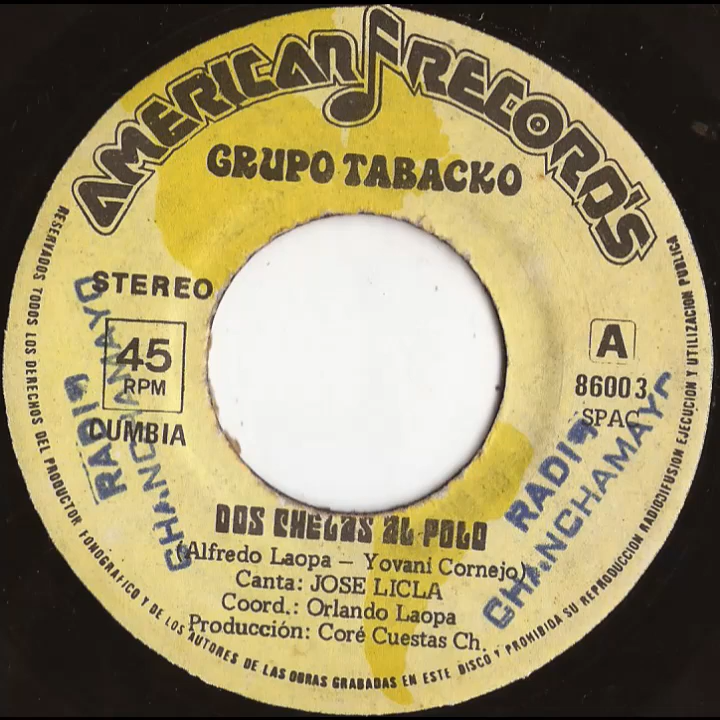 AMERICAN RECORD'S
GRUPO TABACKO
STEREO
45
RPM
CUMBIA
A
86003
SPAC
RADIO
CHANCHAMAYO
RADIO
CHANCHAMAYO
DOS CHELAS AL POLO
(Alfredo Laopa – Yovani Cornejo)
Canta: JOSE LICLA
Coord.: Orlando Laopa
Producción: Coré Cuestas Ch.
RESERVADOS TODOS LOS DERECHOS DEL PRODUCTOR FONOGRAFICO Y DE LOS AUTORES DE LAS OBRAS GRABADAS EN ESTE DISCO Y PROHIBIDA SU REPRODUCCION RADIODIFUSION EJECUCION Y UTILIZACION PUBLICA